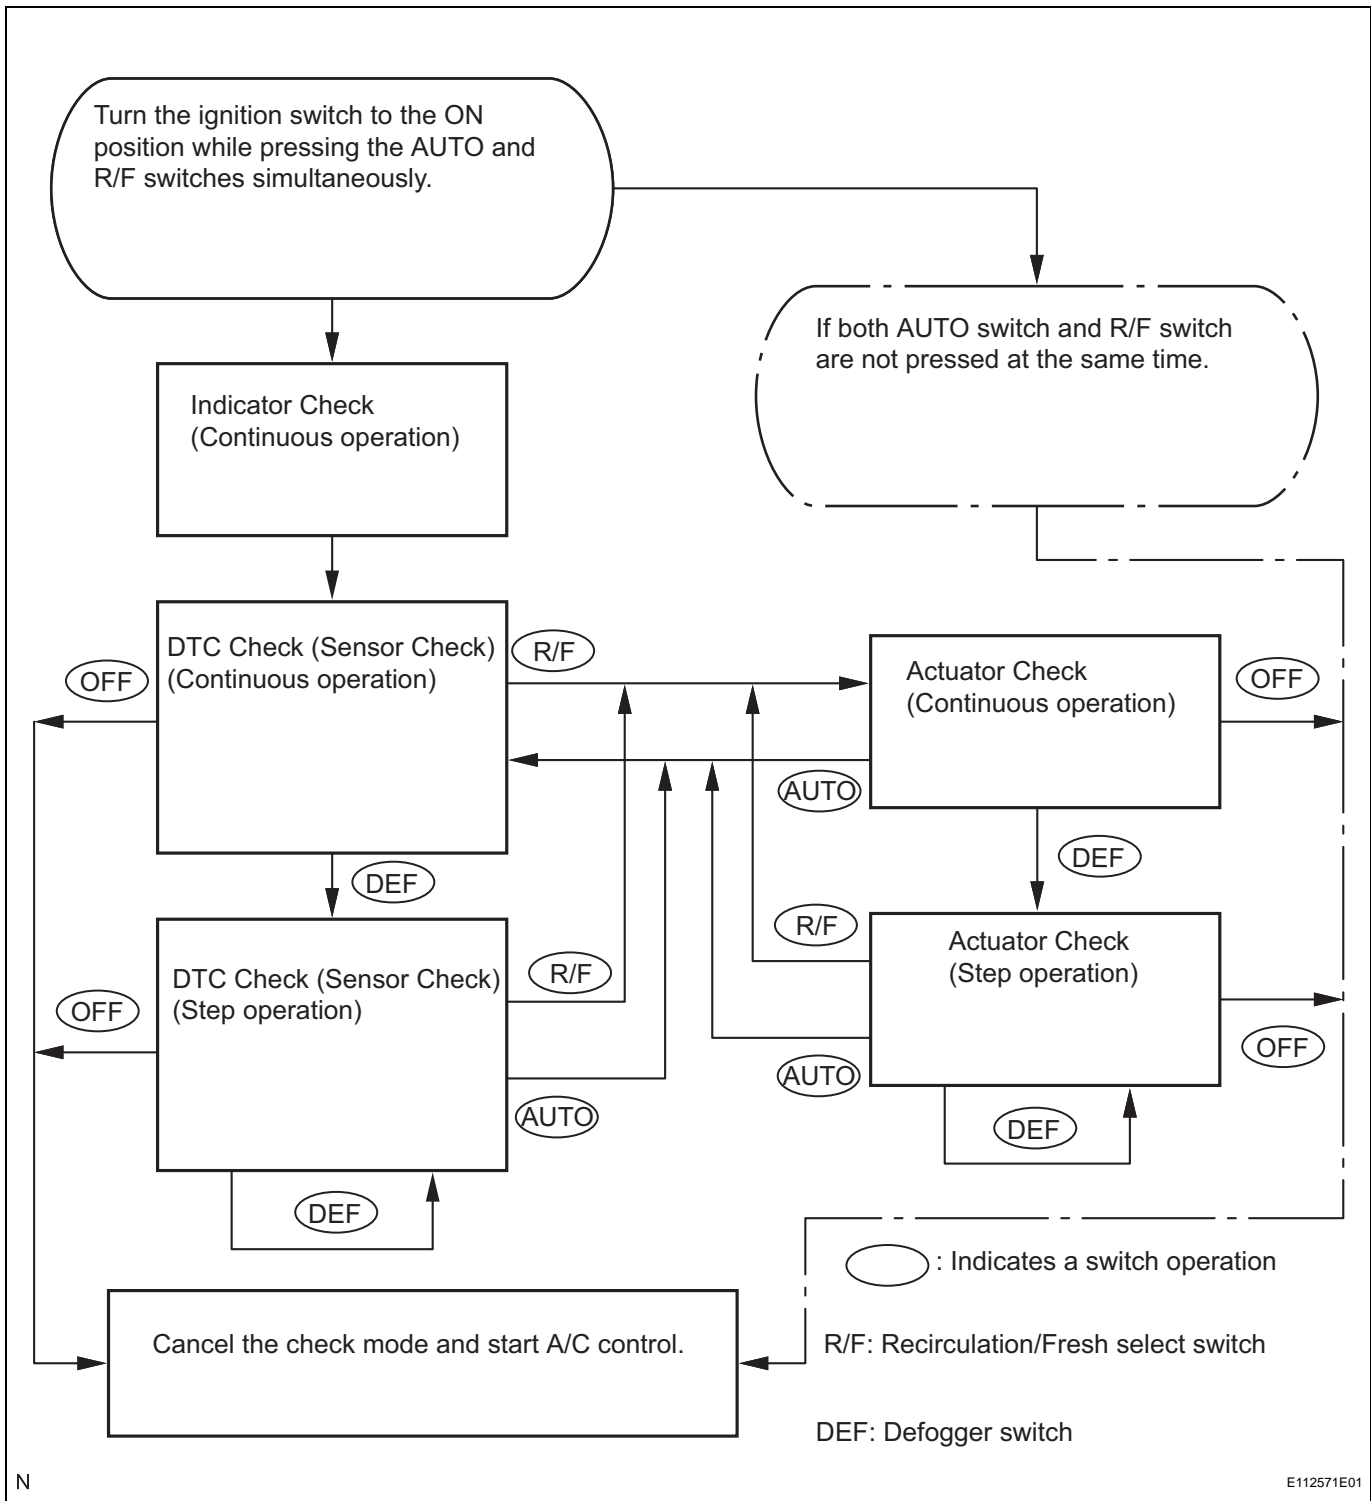 Turn the ignition switch to the ON
position while pressing the AUTO and
R/F switches simultaneously.
If both AUTO switch and R/F switch
are not pressed at the same time.
Indicator Check
(Continuous operation)
DTC Check (Sensor Check)
(Continuous operation)
OFF
R/F
Actuator Check
(Continuous operation)
OFF
AUTO
DEF
DEF
DTC Check (Sensor Check)
(Step operation)
OFF
R/F
AUTO
DEF
R/F
Actuator Check
(Step operation)
OFF
AUTO
DEF
: Indicates a switch operation
Cancel the check mode and start A/C control.
R/F: Recirculation/Fresh select switch
DEF: Defogger switch
N
E112571E01